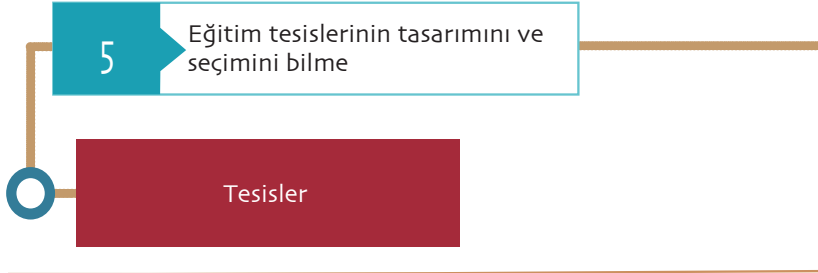 5
Eğitim tesislerinin tasarımını ve
seçimini bilme
Tesisler